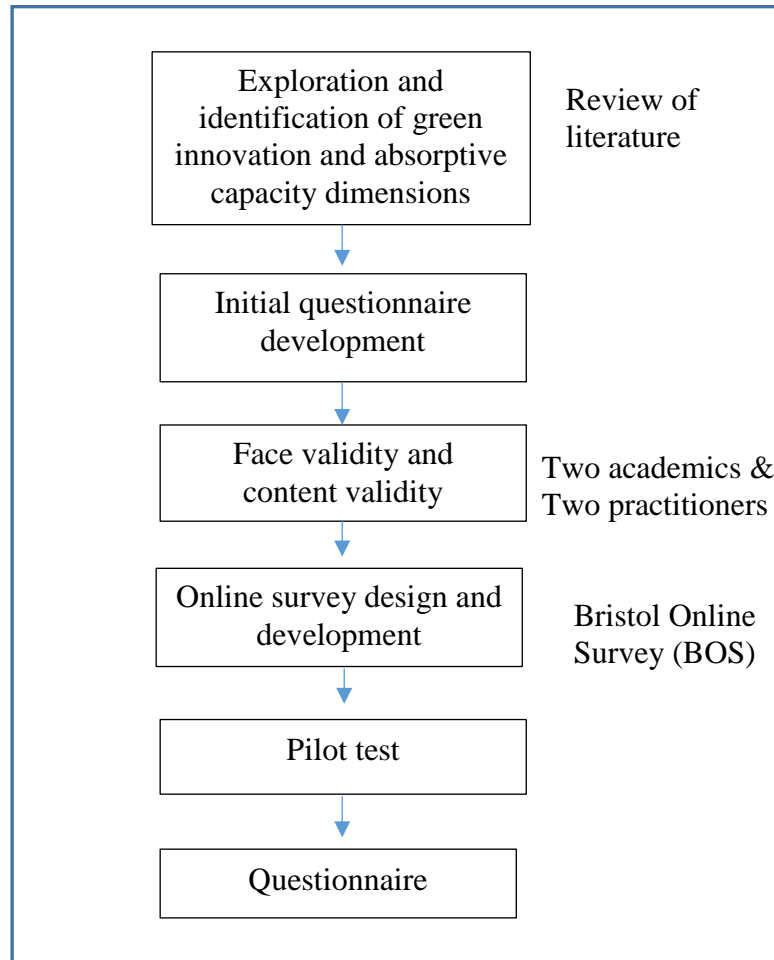 Exploration and
identification of green
innovation and absorptive
capacity dimensions
Review of
literature
Initial questionnaire
development
Face validity and
content validity
Two academics &
Two practitioners
Online survey design and
development
Bristol Online
Survey (BOS)
Pilot test
Questionnaire